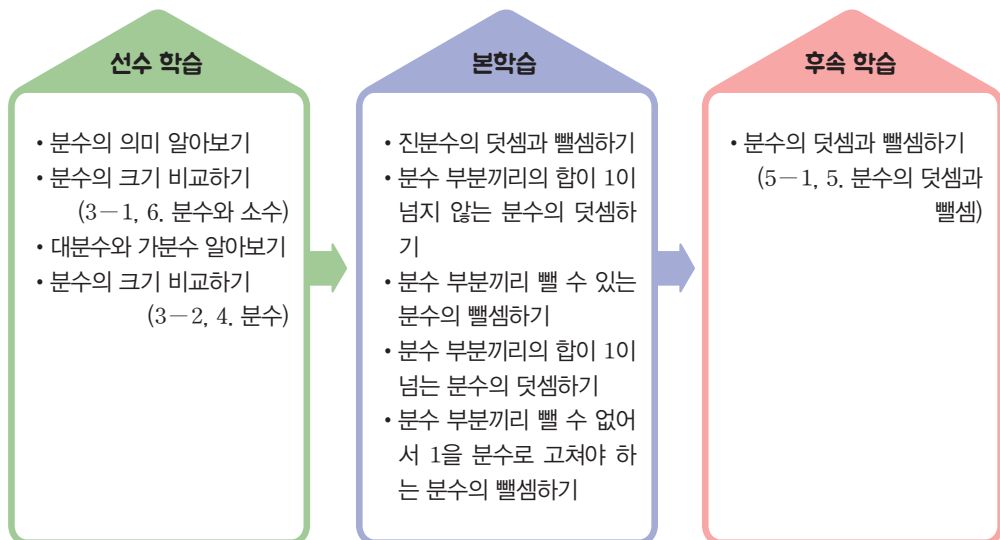 선수 학습
• 분수의 의미 알아보기
• 분수의 크기 비교하기
(3－1, 6. 분수와 소수)
• 대분수와 가분수 알아보기
• 분수의 크기 비교하기
(3－2, 4. 분수)
본학습
• 진분수의 덧셈과 뺄셈하기
• 분수 부분끼리의 합이 1이
넘지 않는 분수의 덧셈하
기
• 분수 부분끼리 뺄 수 있는
분수의 뺄셈하기
• 분수 부분끼리의 합이 1이
넘는 분수의 덧셈하기
• 분수 부분끼리 뺄 수 없어
서 1을 분수로 고쳐야 하
는 분수의 뺄셈하기
후속 학습
• 분수의 덧셈과 뺄셈하기
(5－1, 5. 분수의 덧셈과
뺄셈)